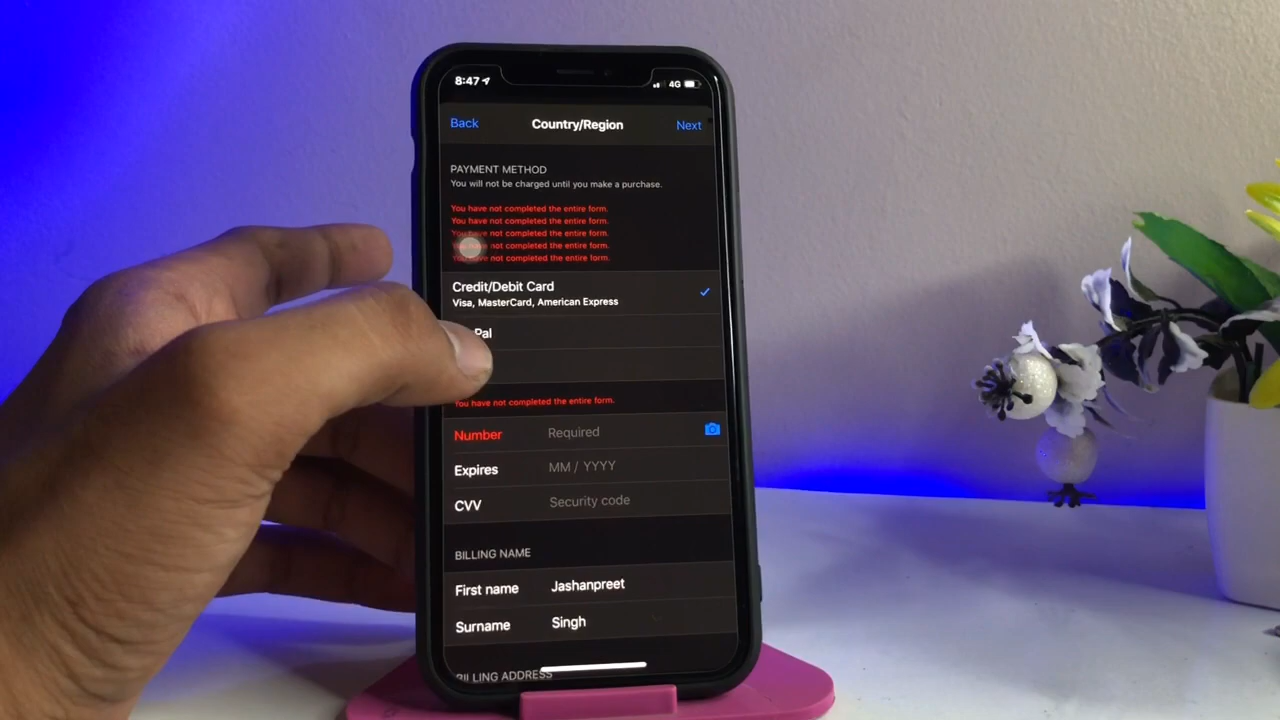 8:47
4G
Back
Country/Region
Next
PAYMENT METHOD
You will not be charged until you make a purchase.
You have not completed the entire form.
You have not completed the entire form.
You have not completed the entire form.
You have not completed the entire form.
You have not completed the entire form.
Credit/Debit Card
Visa, MasterCard, American Express
Pal
You have not completed the entire form.
Number Required
Expires MM / YYYY
CVV Security code
BILLING NAME
First name Jashanpreet
Surname Singh
BILLING ADDRESS